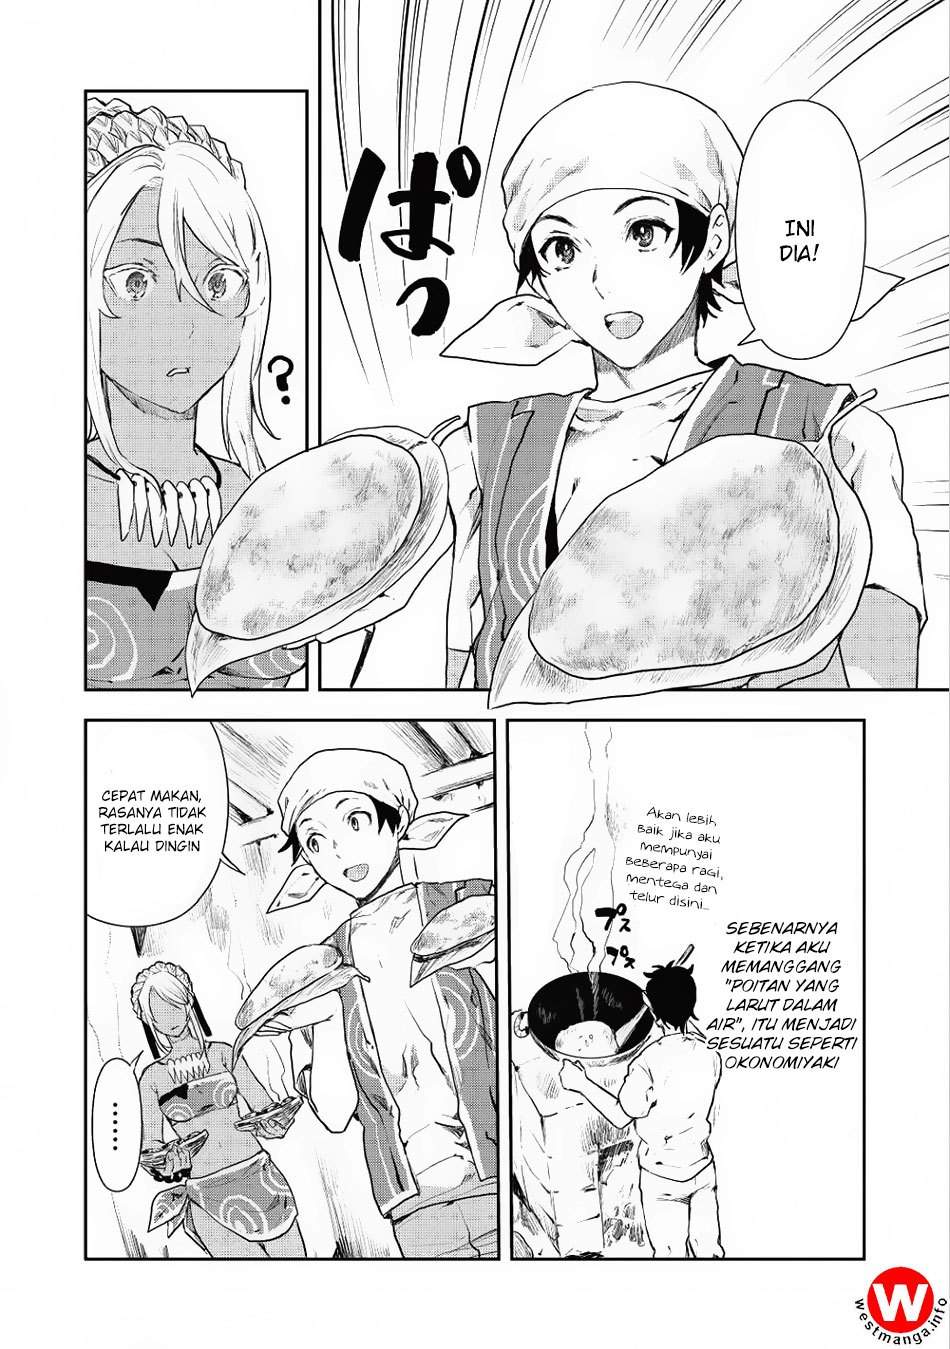 INI
DIA!
ぱっ
?
Akan lebih
baik jika aku
mempunyai
beberapa ragi,
mentega dan
telur disini...
プス
プス
SEBENARNYA
KETIKA AKU
MEMANGGANG
"POITAN YANG
LARUT DALAM
AIR", ITU MENJADI
SESUATU SEPERTI
OKONOMIYAKI
CEPAT MAKAN,
RASANYA TIDAK
TERLALU ENAK
KALAU DINGIN
......
W
westmanga.info